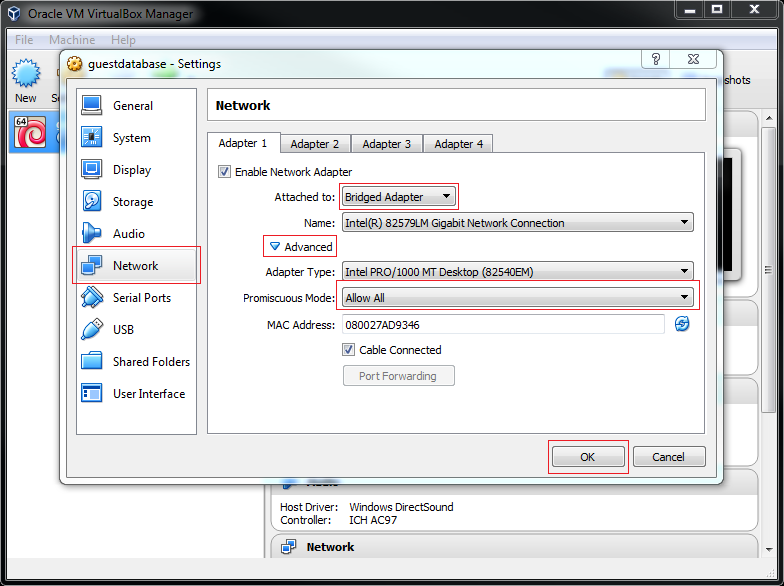 Oracle VM VirtualBox Manager
File Machine Help
guestdatabase - Settings
New
shots
64
General
System
Display
Storage
Audio
Network
Serial Ports
USB
Shared Folders
User Interface
Network
Adapter 1 Adapter 2 Adapter 3 Adapter 4
Enable Network Adapter
Attached to: Bridged Adapter
Name: Intel(R) 82579LM Gigabit Network Connection
Advanced
Adapter Type: Intel PRO/1000 MT Desktop (82540EM)
Promiscuous Mode: Allow All
MAC Address: 080027AD9346
Cable Connected
Port Forwarding
OK Cancel
Host Driver: Windows DirectSound
Controller: ICH AC97
Network